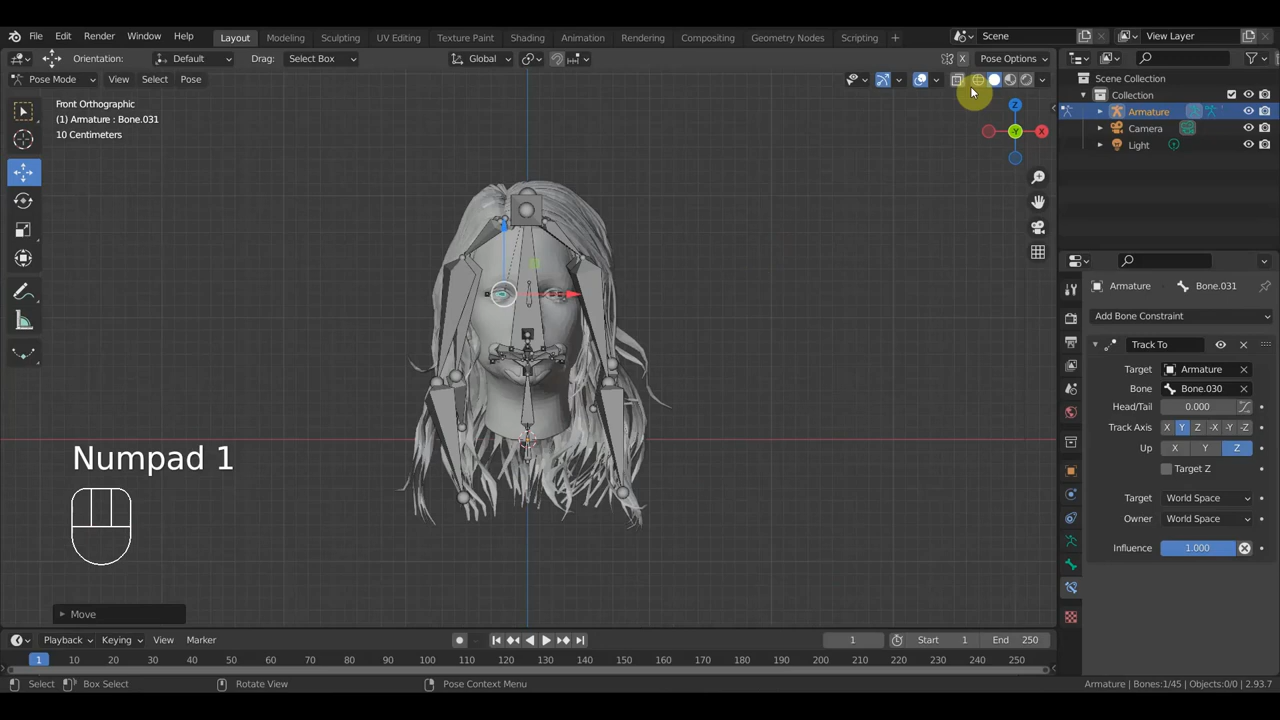 File Edit Render Window Help
Layout Modeling Sculpting UV Editing Texture Paint Shading Animation Rendering Compositing Geometry Nodes Scripting
Scene View Layer
Orientation: Default Drag: Select Box Global X Pose Options
Pose Mode View Select Pose
Front Orthographic
(1) Armature : Bone.031
10 Centimeters
Z
-Y X
Scene Collection
Collection
Armature
Camera
Light
Armature Bone.031
Add Bone Constraint
Track To
Target Armature
Bone Bone.030
Head/Tail 0.000
Track Axis X Y Z -X -Y -Z
Up X Y Z
Target Z
Target World Space
Owner World Space
Influence 1.000
Numpad 1
Move
Playback Keying View Marker 1 Start 1 End 250
1 10 20 30 40 50 60 70 80 90 100 110 120 130 140 150 160 170 180 190 200 210 220 230 240 250
Select Box Select Rotate View Pose Context Menu Armature | Bones:1/45 | Objects:0/0 | 2.93.7